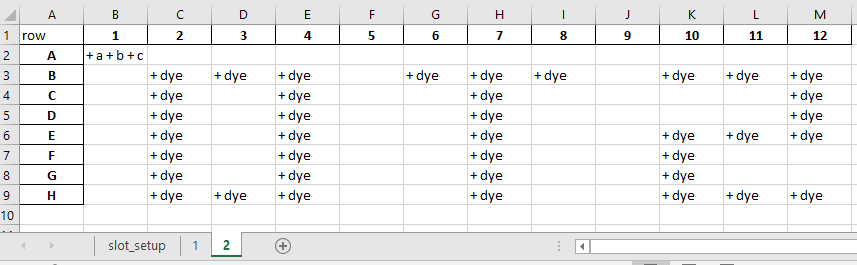 A B C D E F G H I J K L M
1 row 1 2 3 4 5 6 7 8 9 10 11 12
2 A + a + b + c
3 B + dye + dye + dye + dye + dye + dye + dye + dye + dye
4 C + dye + dye + dye + dye
5 D + dye + dye + dye + dye
6 E + dye + dye + dye + dye + dye + dye
7 F + dye + dye + dye + dye
8 G + dye + dye + dye + dye
9 H + dye + dye + dye + dye + dye + dye + dye
10
slot_setup 1 2